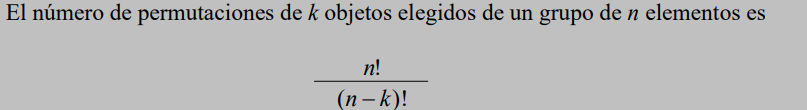 El número de permutaciones de k objetos elegidos de un grupo de n elementos es
n!
(n – k)!